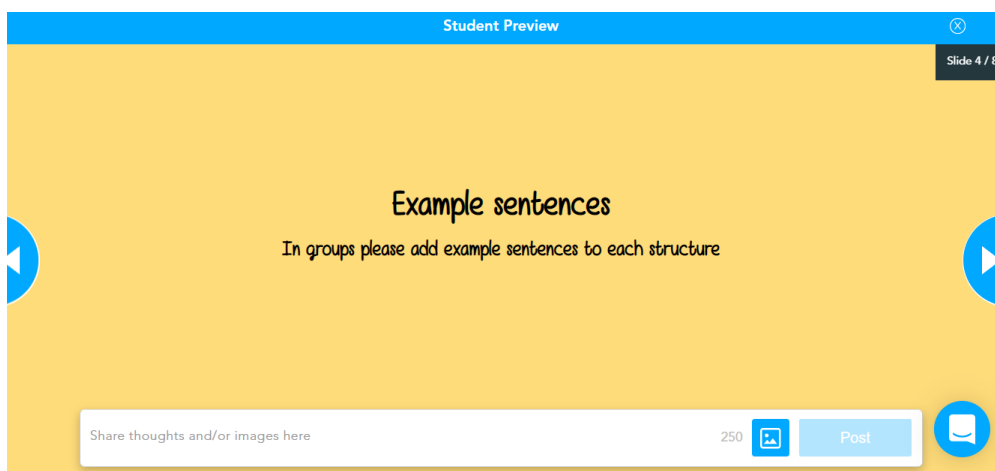 Student Preview
Slide 4 / 8
Example sentences
In groups please add example sentences to each structure
Share thoughts and/or images here
250
Post